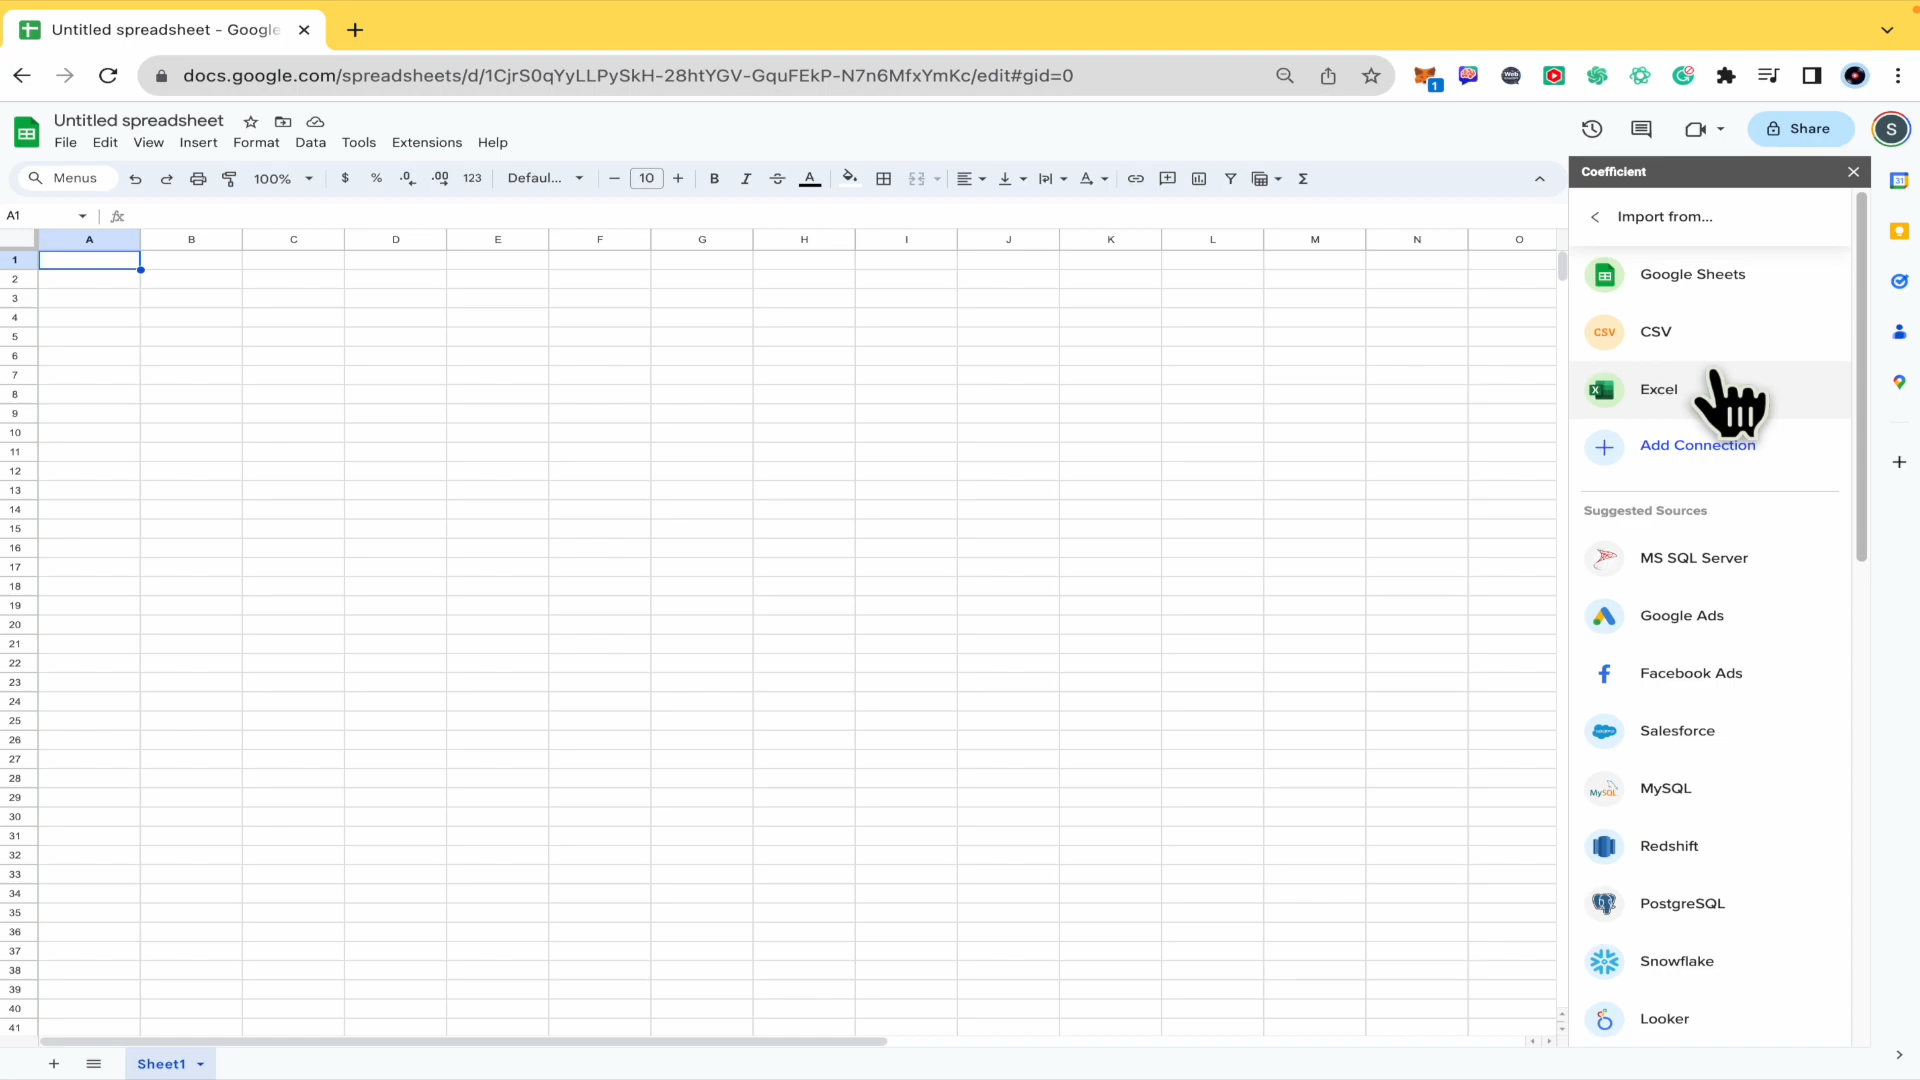 Untitled spreadsheet - Google
docs.google.com/spreadsheets/d/1CjrS0qYyLLPySkH-28htYGV-GquFEkP-N7n6MfxYmKc/edit#gid=0
1
Untitled spreadsheet
File Edit View Insert Format Data Tools Extensions Help
Share
S
Menus 100% $ % .0 .00 123 Defaul... 10 B I A
Coefficient
A1 fx
Import from...
A B C D E F G H I J K L M N O
1
2
3
4
5
6
7
8
9
10
11
12
13
14
15
16
17
18
19
20
21
22
23
24
25
26
27
28
29
30
31
32
33
34
35
36
37
38
39
40
41
Google Sheets
CSV CSV
Excel
Add Connection
Suggested Sources
MS SQL Server
Google Ads
Facebook Ads
Salesforce
MySQL MySQL
Redshift
PostgreSQL
Snowflake
Looker
31
Sheet1